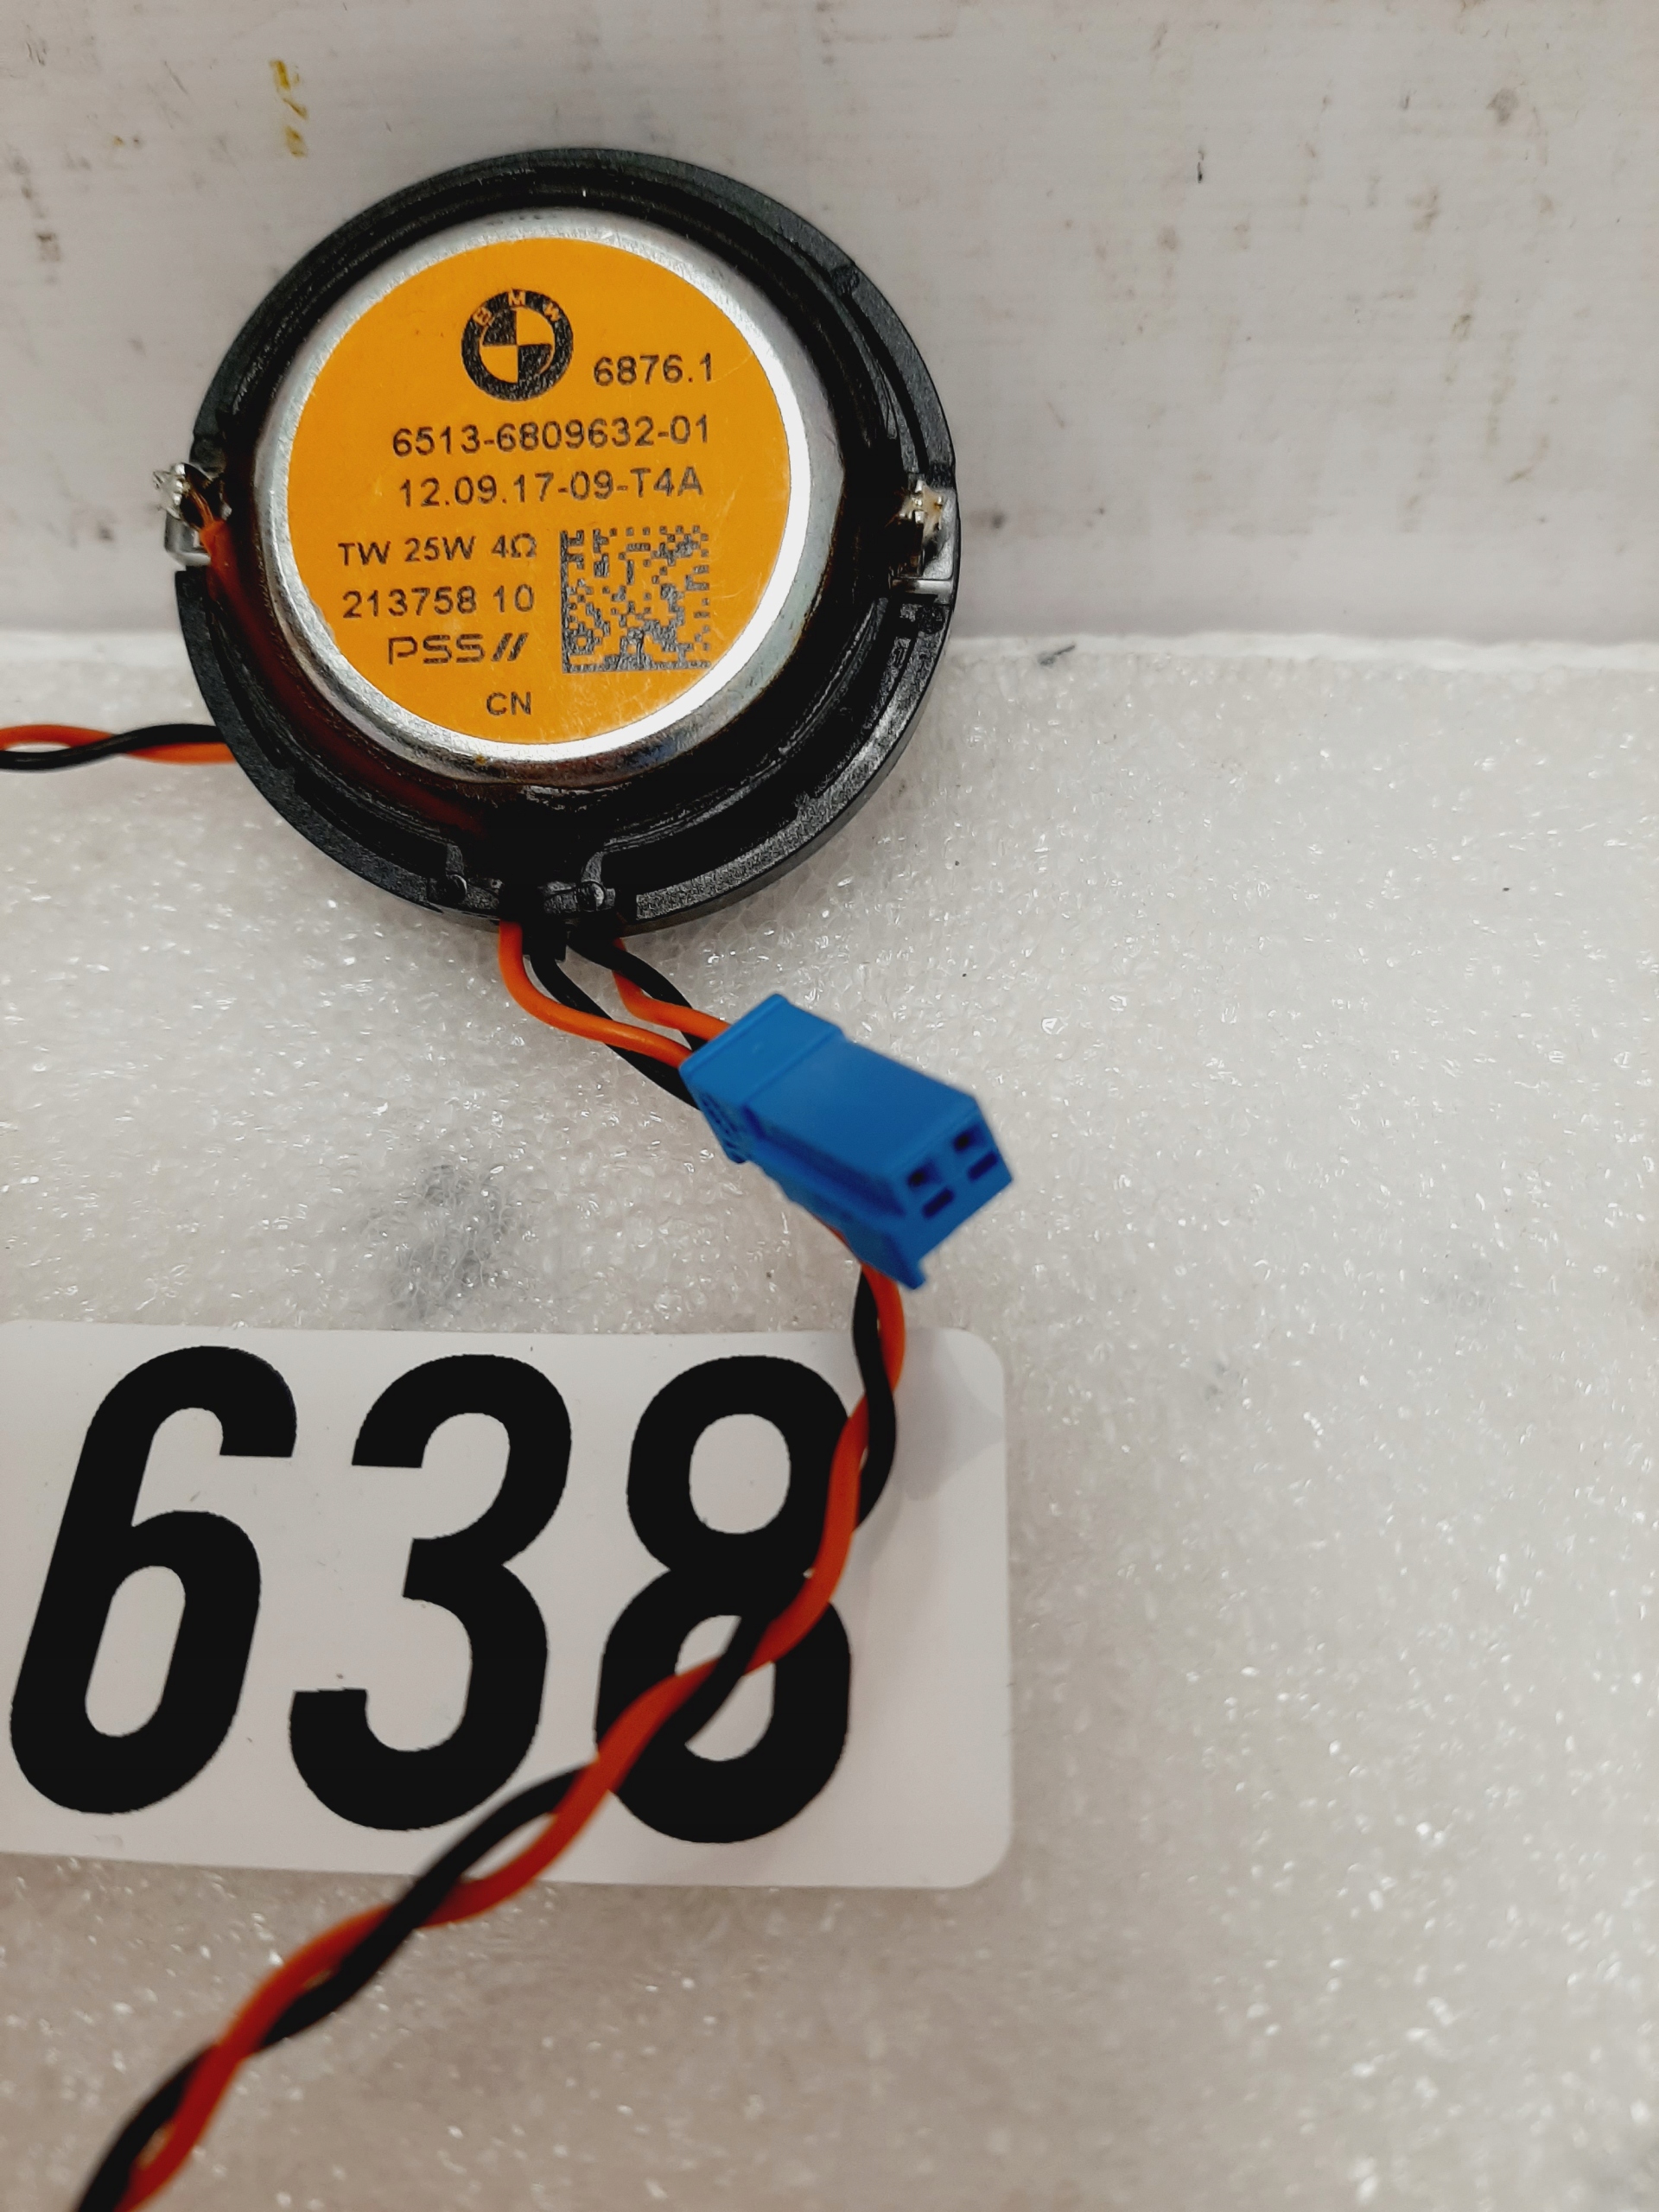 BMW
6876.1
6513-6809632-01
12.09.17-09-T4A
TW 25W 4Ω
213758 10
PSS//
CN
638